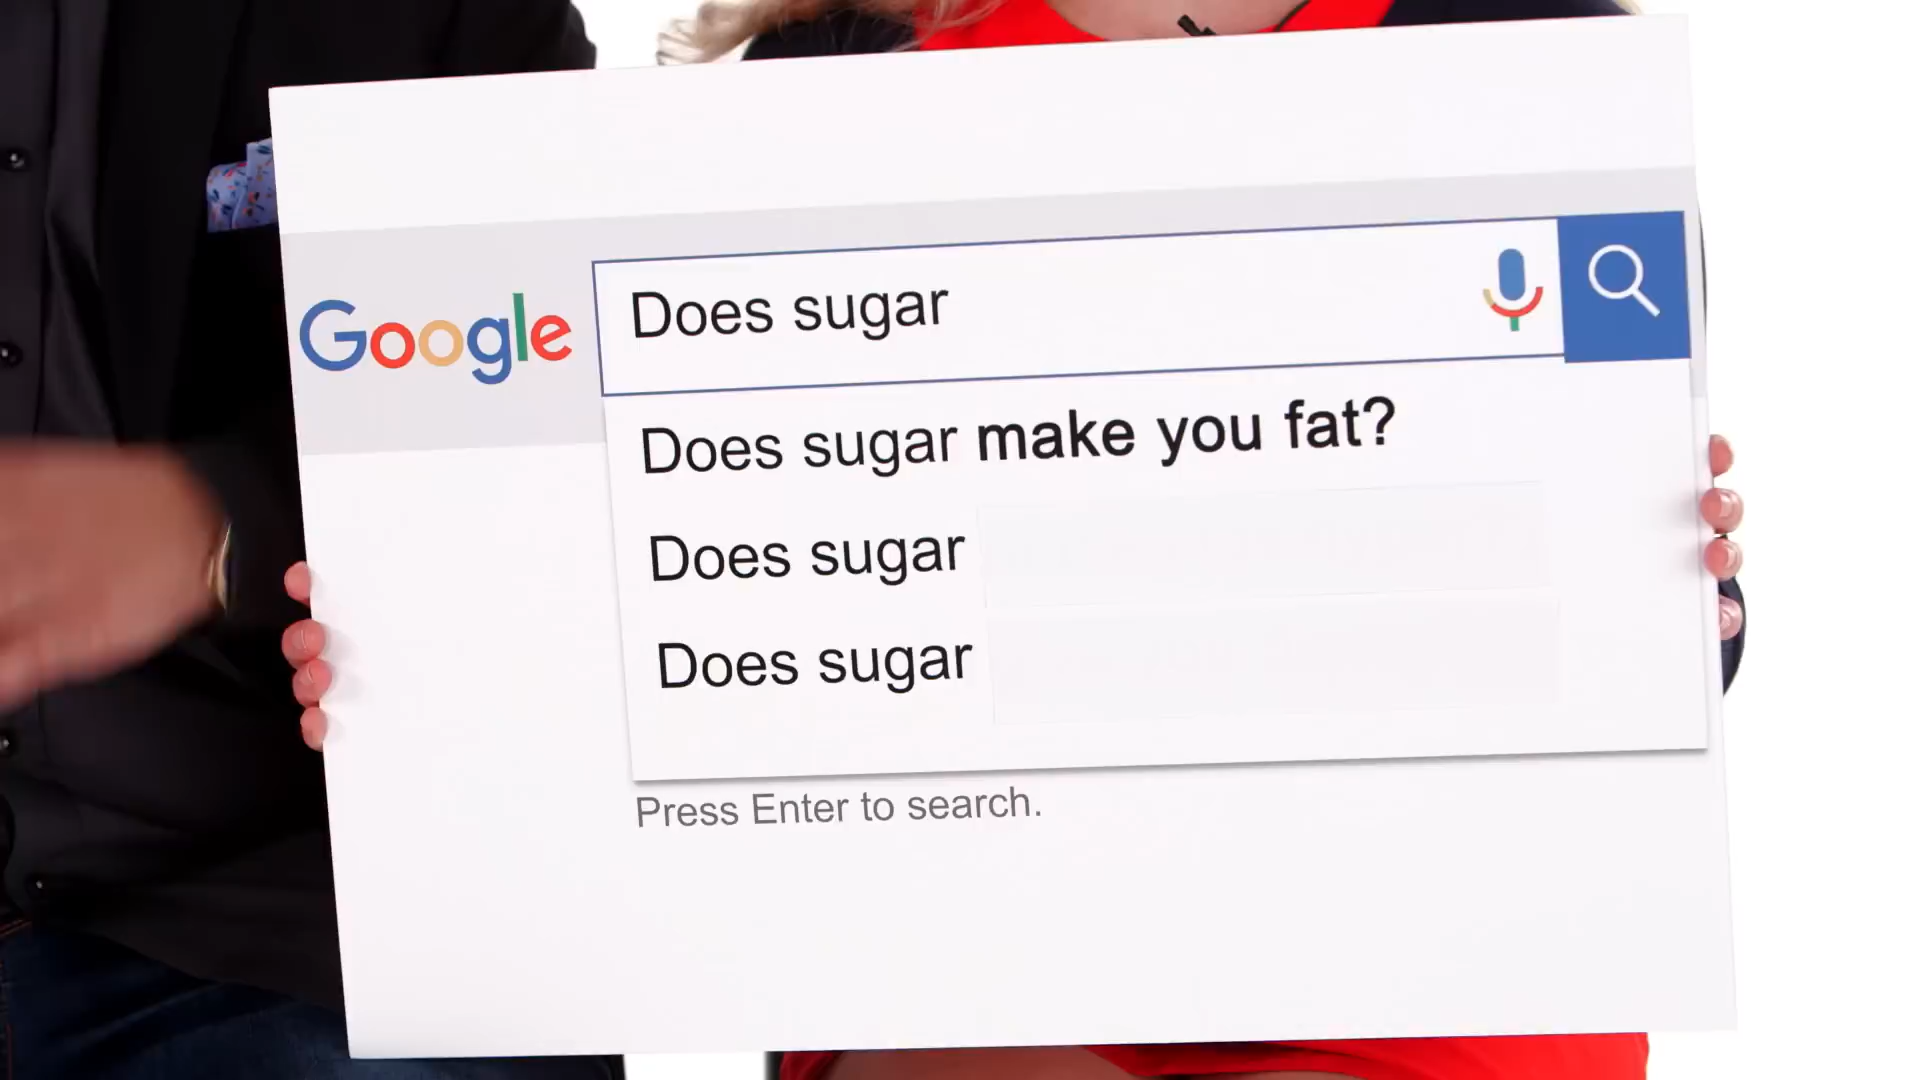 Google
Does sugar
Does sugar make you fat?
Does sugar
Does sugar
Press Enter to search.